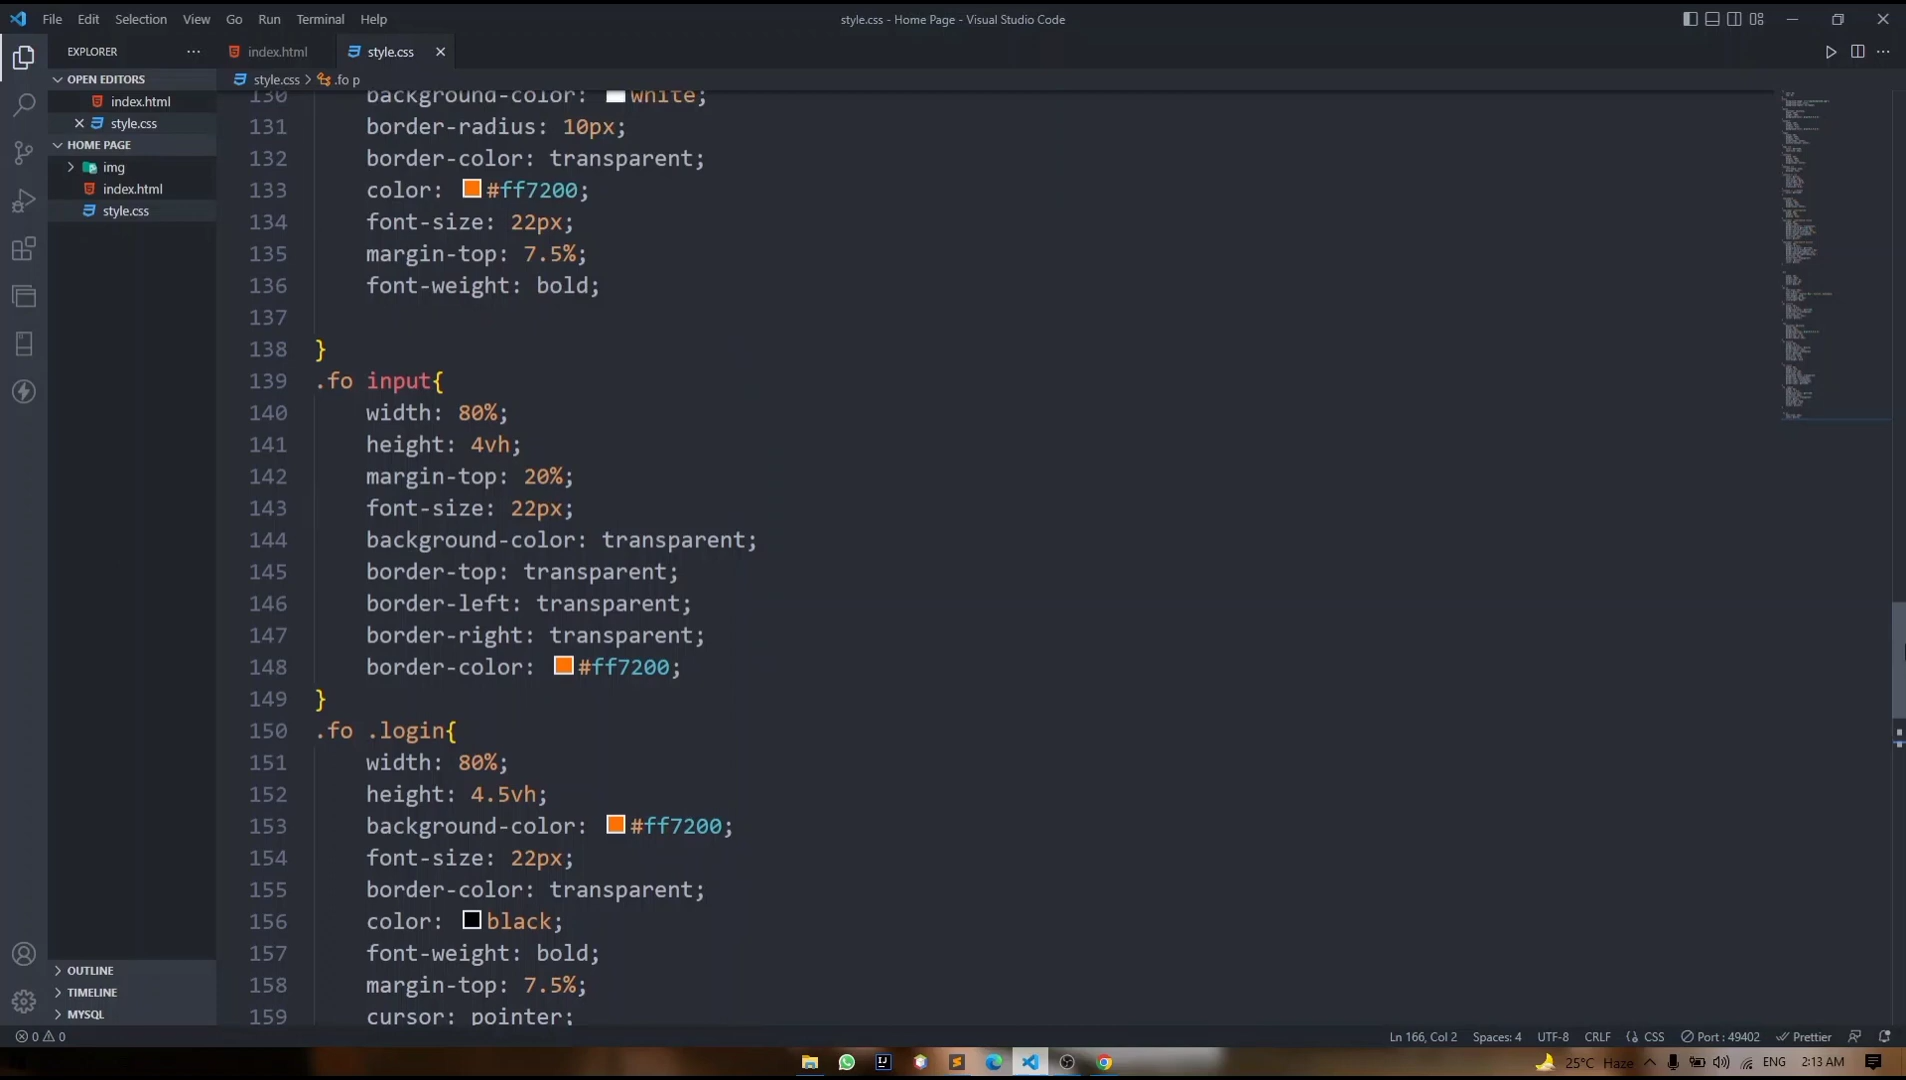 File Edit Selection View Go Run Terminal Help
style.css - Home Page - Visual Studio Code
EXPLORER
index.html
style.css
OPEN EDITORS
index.html
style.css
HOME PAGE
img
index.html
style.css
OUTLINE
TIMELINE
MYSQL
style.css > .fo p
130 background-color: white;
131 border-radius: 10px;
132 border-color: transparent;
133 color: #ff7200;
134 font-size: 22px;
135 margin-top: 7.5%;
136 font-weight: bold;
137
138 }
139 .fo input{
140 width: 80%;
141 height: 4vh;
142 margin-top: 20%;
143 font-size: 22px;
144 background-color: transparent;
145 border-top: transparent;
146 border-left: transparent;
147 border-right: transparent;
148 border-color: #ff7200;
149 }
150 .fo .login{
151 width: 80%;
152 height: 4.5vh;
153 background-color: #ff7200;
154 font-size: 22px;
155 border-color: transparent;
156 color: black;
157 font-weight: bold;
158 margin-top: 7.5%;
159 cursor: pointer;
0 0
Ln 166, Col 2 Spaces: 4 UTF-8 CRLF CSS Port : 49402 Prettier
25°C Haze ENG 2:13 AM